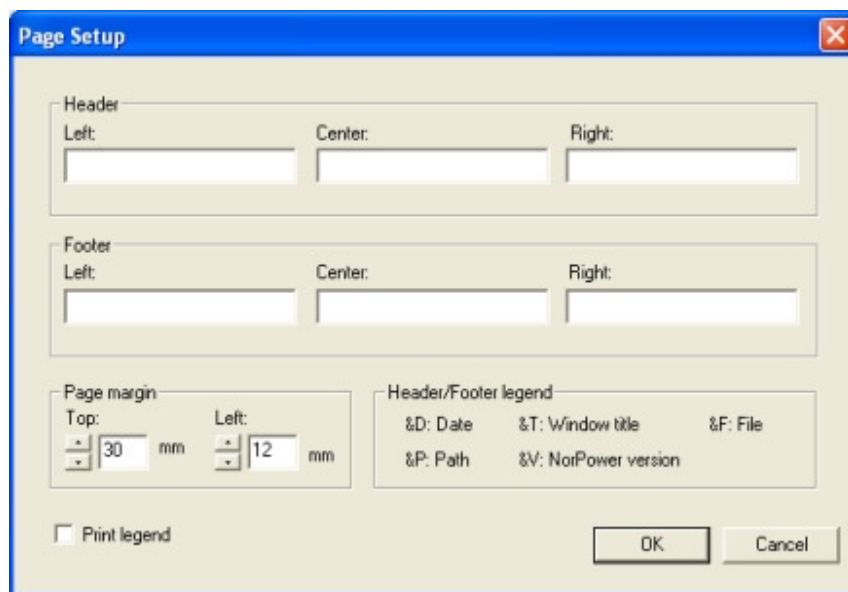 Page Setup
Header
Left: Center: Right:
Footer
Left: Center: Right:
Page margin
Top: Left:
30 mm 12 mm
Header/Footer legend
&D: Date &T: Window title &F: File
&P: Path &V: NorPower version
Print legend
OK Cancel